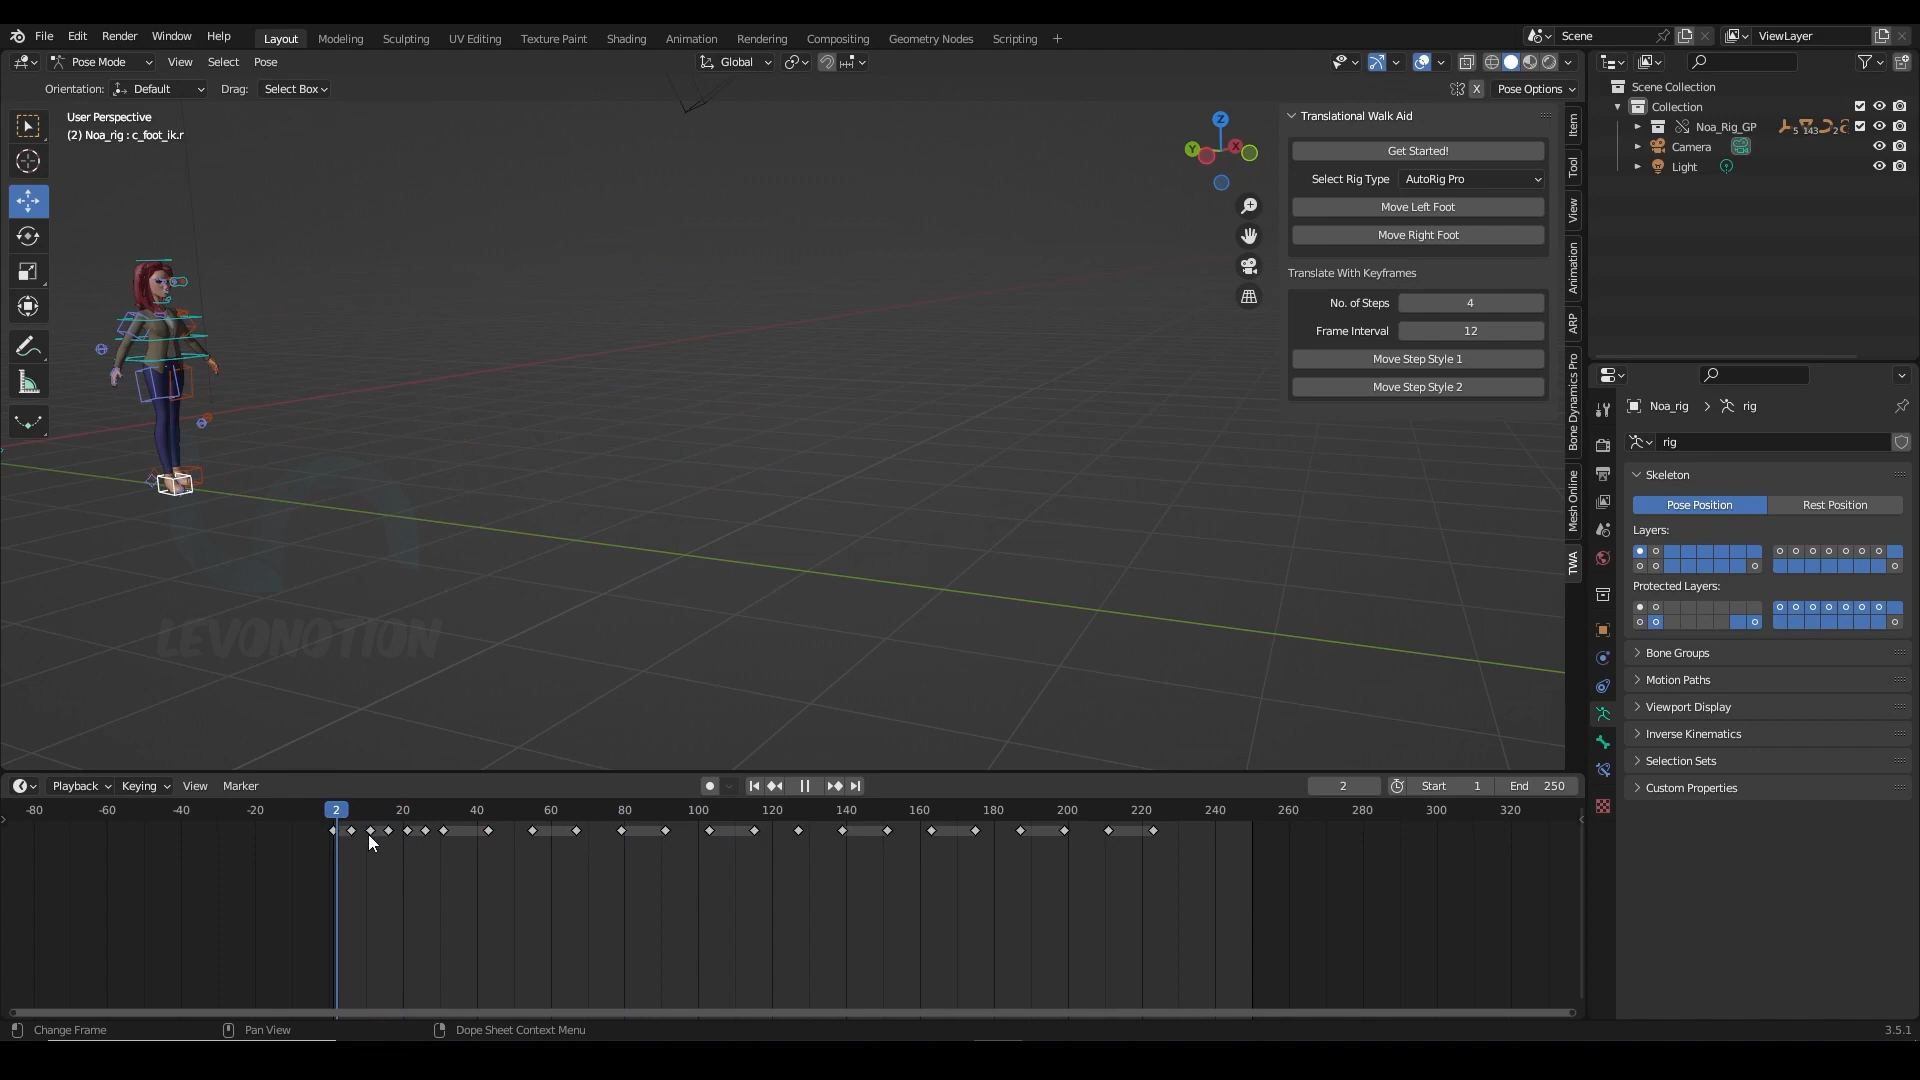 File Edit Render Window Help Layout Modeling Sculpting UV Editing Texture Paint Shading Animation Rendering Compositing Geometry Nodes Scripting + Scene ViewLayer
Pose Mode View Select Pose Global
Orientation: Default Drag: Select Box X Pose Options
User Perspective
(2) Noa_rig : c_foot_ik.r
Z
Y
X
Translational Walk Aid
Get Started!
Select Rig Type AutoRig Pro
Move Left Foot
Move Right Foot
Translate With Keyframes
No. of Steps 4
Frame Interval 12
Move Step Style 1
Move Step Style 2
Item
Tool
View
Animation
ARP
Bone Dynamics Pro
Mesh Online
TWA
LEVONOTION
Scene Collection
Collection
Noa_Rig_GP 5 143 2
Camera
Light
Noa_rig > rig
rig
Skeleton
Pose Position Rest Position
Layers:
Protected Layers:
Bone Groups
Motion Paths
Viewport Display
Inverse Kinematics
Selection Sets
Custom Properties
Playback Keying View Marker 2 Start 1 End 250
-80 -60 -40 -20 2 20 40 60 80 100 120 140 160 180 200 220 240 260 280 300 320
Change Frame Pan View Dope Sheet Context Menu 3.5.1